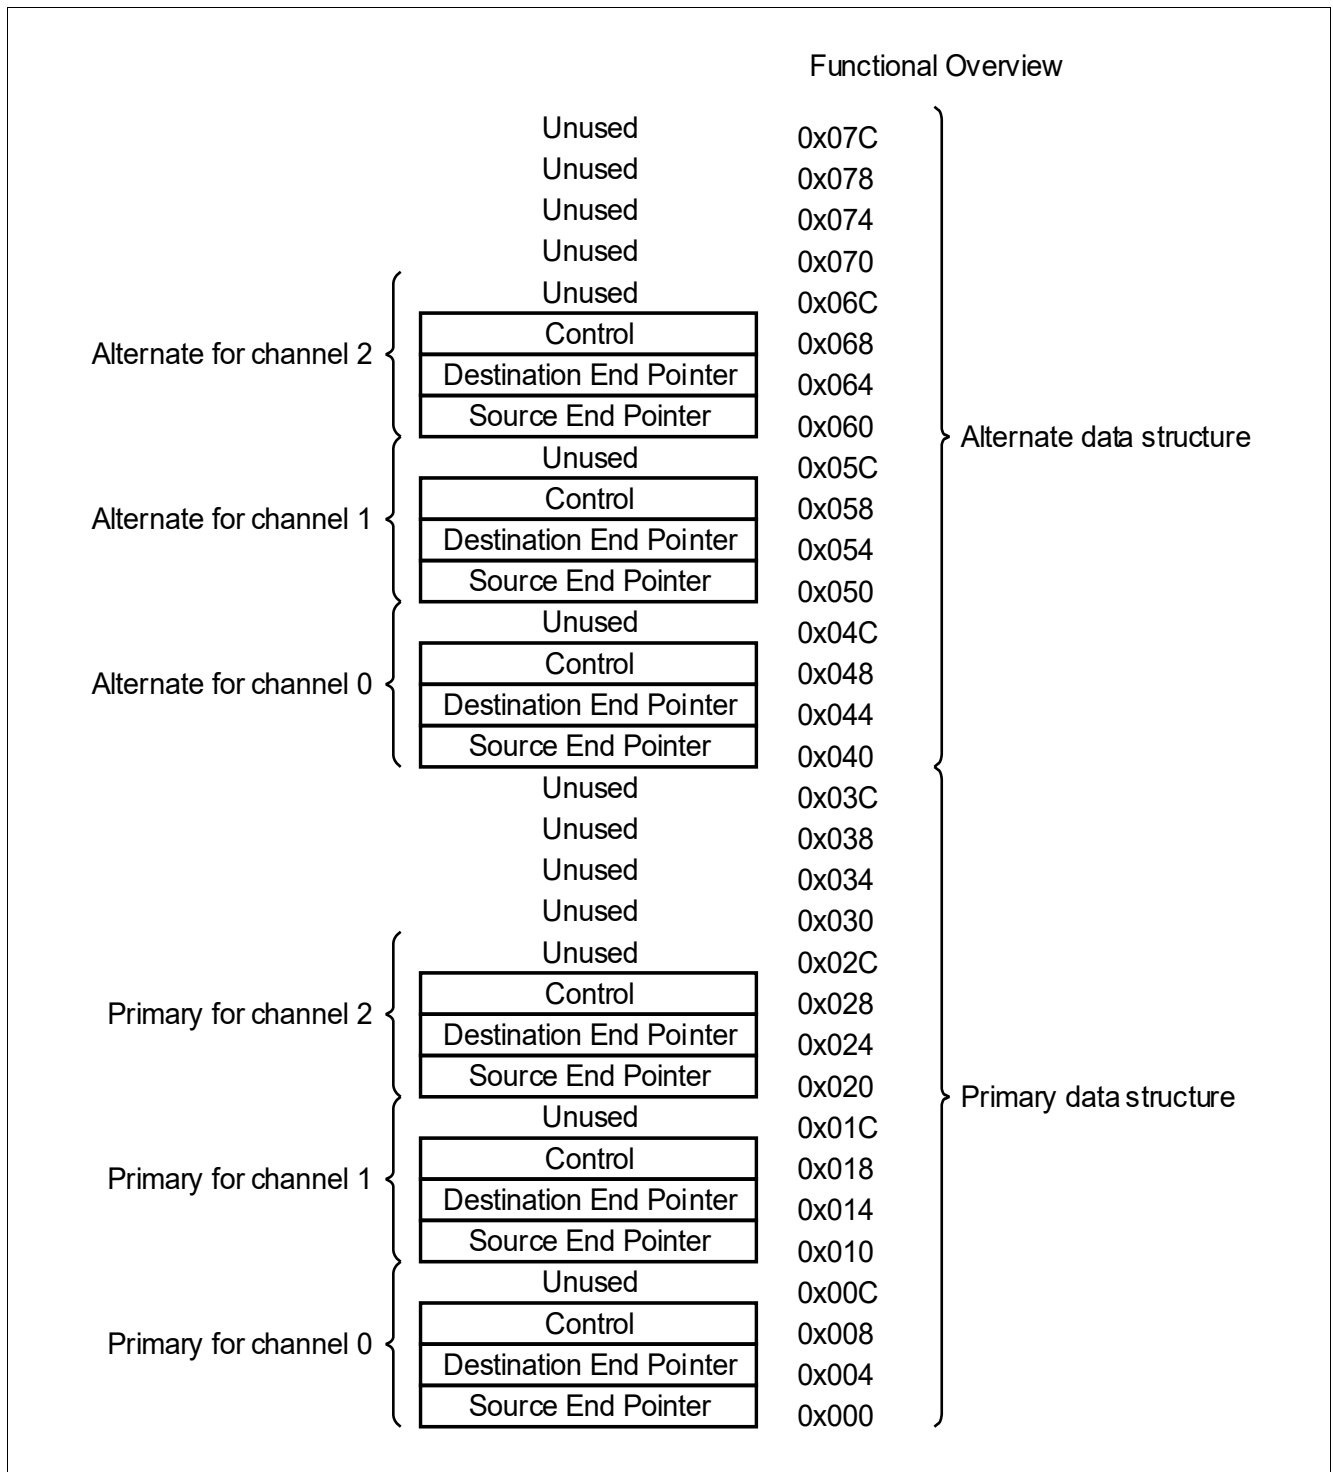 Functional Overview
Unused 0x07C
Unused 0x078
Unused 0x074
Unused 0x070
Unused 0x06C
Control 0x068
Alternate for channel 2
Destination End Pointer 0x064
Source End Pointer 0x060
Alternate data structure
Unused 0x05C
Control 0x058
Alternate for channel 1
Destination End Pointer 0x054
Source End Pointer 0x050
Unused 0x04C
Control 0x048
Alternate for channel 0
Destination End Pointer 0x044
Source End Pointer 0x040
Unused 0x03C
Unused 0x038
Unused 0x034
Unused 0x030
Unused 0x02C
Control 0x028
Primary for channel 2
Destination End Pointer 0x024
Source End Pointer 0x020
Primary data structure
Unused 0x01C
Control 0x018
Primary for channel 1
Destination End Pointer 0x014
Source End Pointer 0x010
Unused 0x00C
Control 0x008
Primary for channel 0
Destination End Pointer 0x004
Source End Pointer 0x000